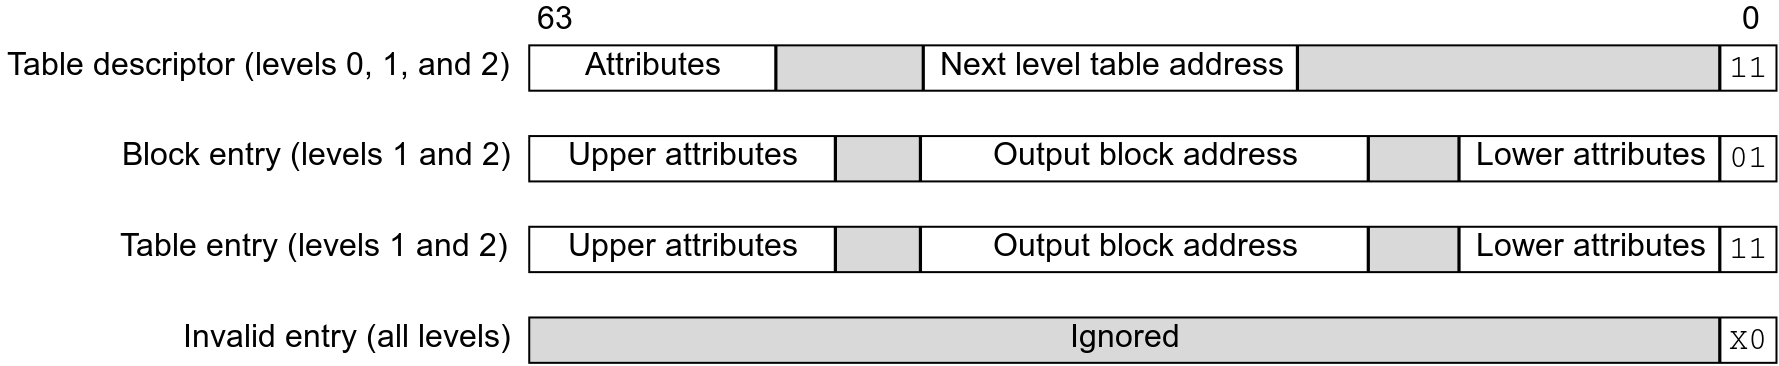 63 0
Table descriptor (levels 0, 1, and 2) Attributes Next level table address 11
Block entry (levels 1 and 2) Upper attributes Output block address Lower attributes 01
Table entry (levels 1 and 2) Upper attributes Output block address Lower attributes 11
Invalid entry (all levels) Ignored X0